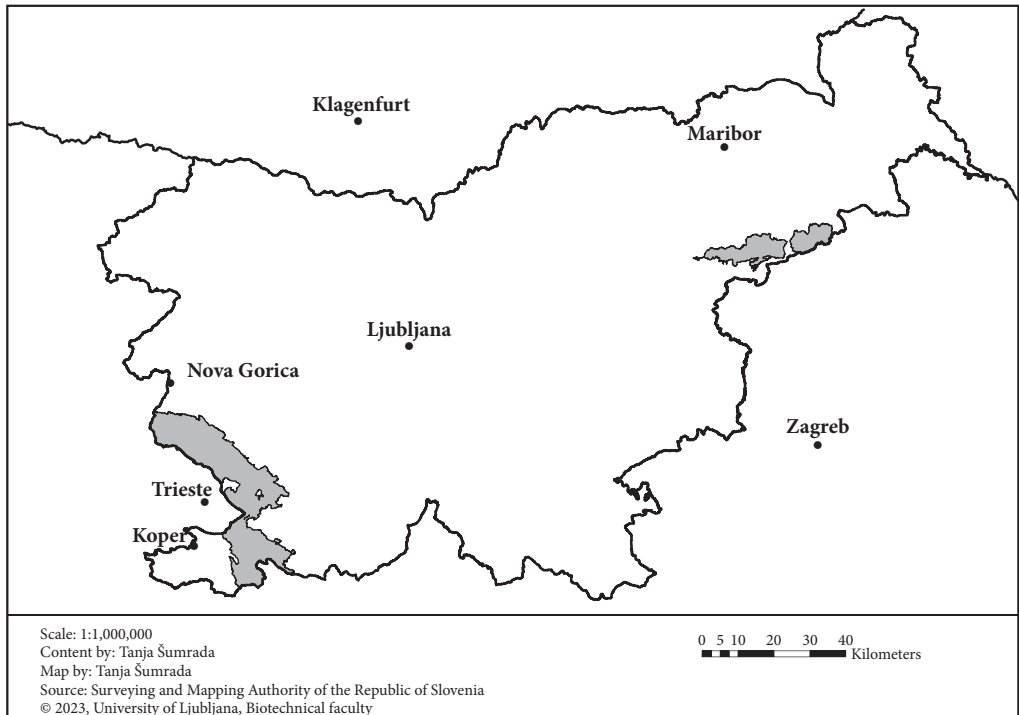 Klagenfurt
Maribor
Ljubljana
Nova Gorica
Zagreb
Trieste
Koper
Scale: 1:1,000,000
Content by: Tanja Šumrada
Map by: Tanja Šumrada
Source: Surveying and Mapping Authority of the Republic of Slovenia
© 2023, University of Ljubljana, Biotechnical faculty
0 5 10 20 30 40
Kilometers